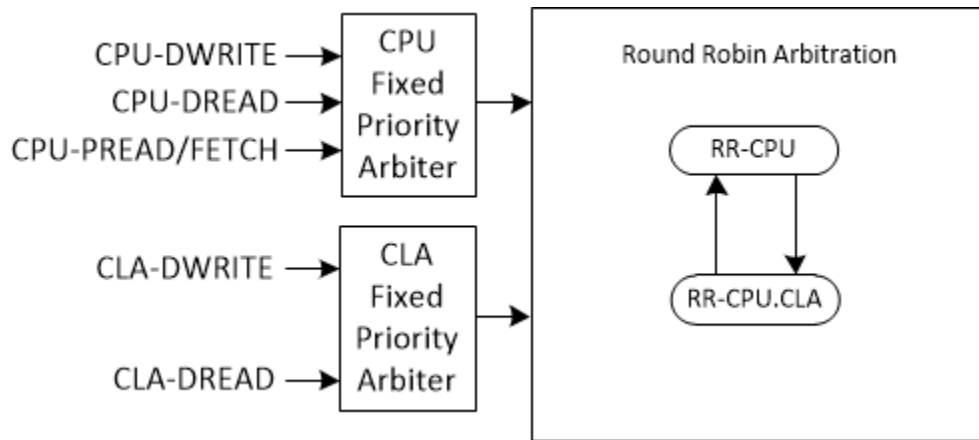 CPU-DWRITE
CPU-DREAD
CPU-PREAD/FETCH
CPU
Fixed
Priority
Arbiter
CLA-DWRITE
CLA-DREAD
CLA
Fixed
Priority
Arbiter
Round Robin Arbitration
RR-CPU
RR-CPU.CLA